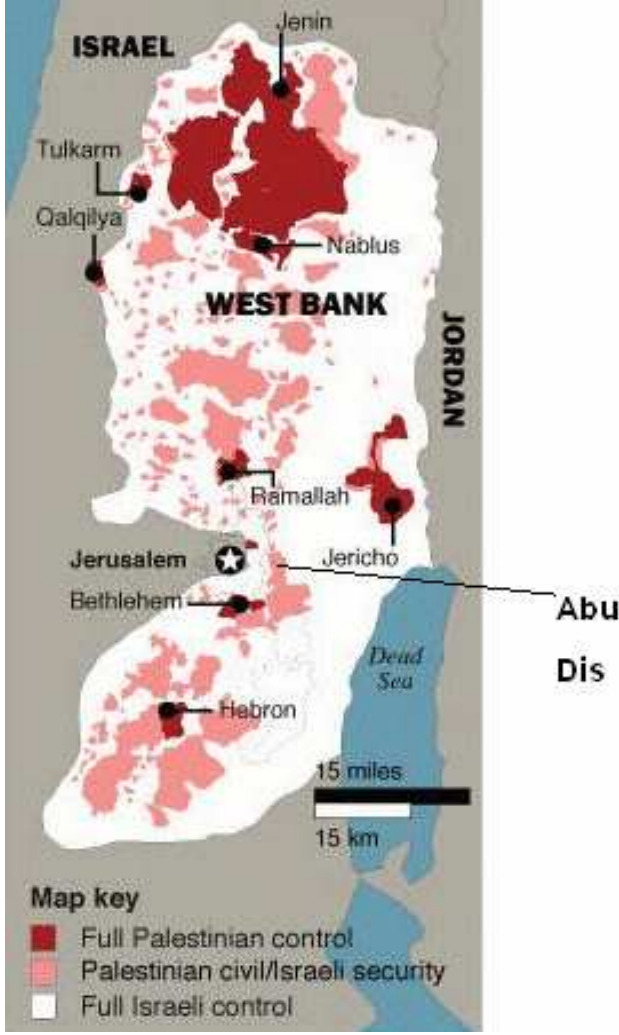 Jenin
ISRAEL
Tulkarm
Qalqilya
Nablus
WEST BANK
JORDAN
Ramallah
Jerusalem
Jericho
Bethlehem
Abu
Dis
Dead
Sea
Hebron
15 miles
15 km
Map key
Full Palestinian control
Palestinian civil/Israeli security
Full Israeli control